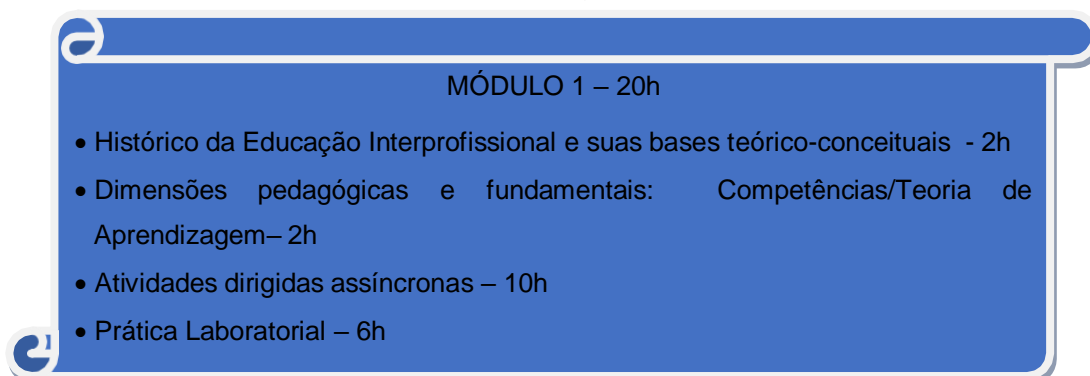 MÓDULO 1 – 20h
• Histórico da Educação Interprofissional e suas bases teórico-conceituais - 2h
• Dimensões pedagógicas e fundamentais: Competências/Teoria de
Aprendizagem– 2h
• Atividades dirigidas assíncronas – 10h
• Prática Laboratorial – 6h